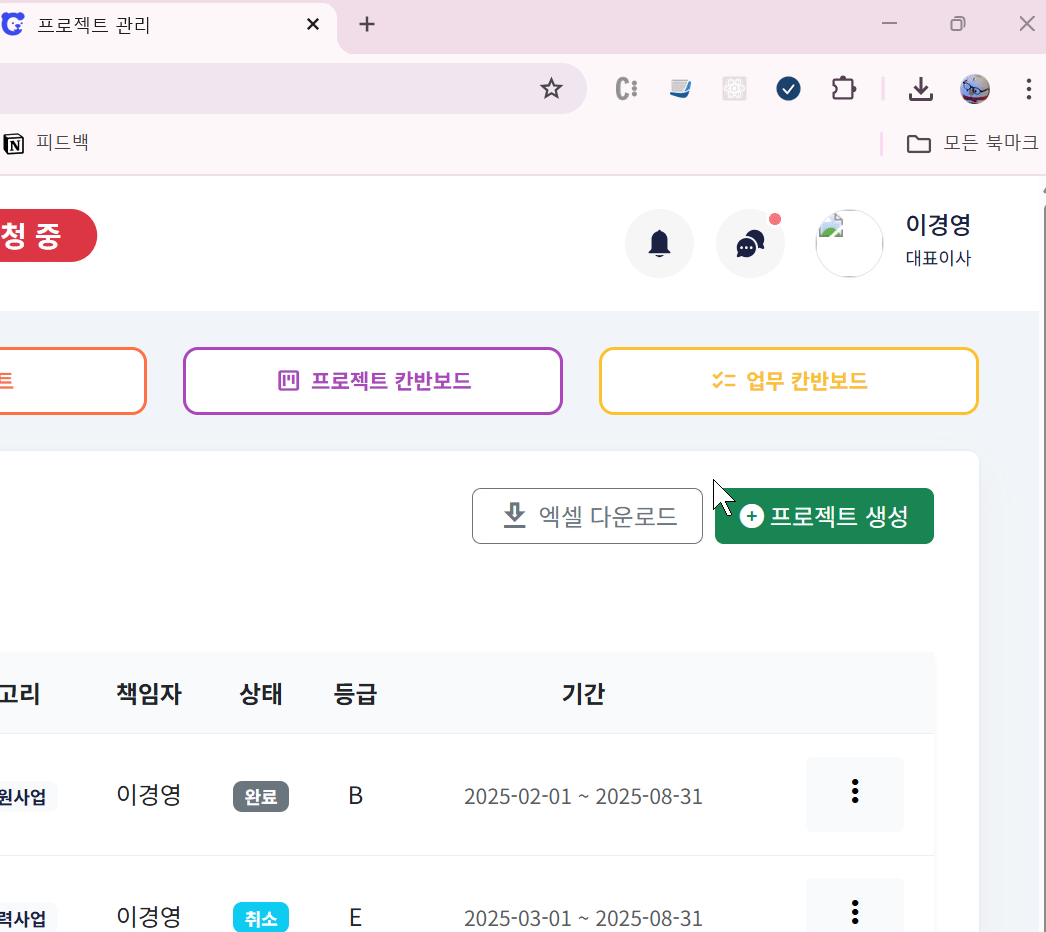 프로젝트 관리
피드백
모든 북마크
청 중
이경영
대표이사
트
프로젝트 칸반보드
업무 칸반보드
엑셀 다운로드
프로젝트 생성
고리 책임자 상태 등급 기간
원사업 이경영 완료 B 2025-02-01 ~ 2025-08-31
력사업 이경영 취소 E 2025-03-01 ~ 2025-08-31